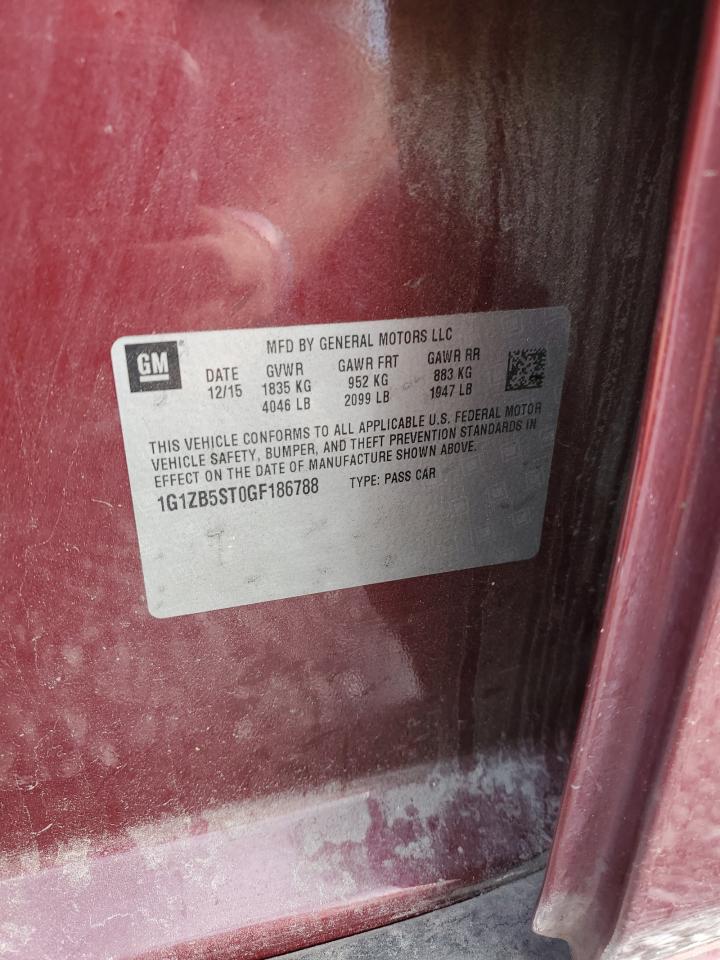 GM
MFD BY GENERAL MOTORS LLC
DATE GVWR GAWR FRT GAWR RR
12/15 1835 KG 952 KG 883 KG
4046 LB 2099 LB 1947 LB
THIS VEHICLE CONFORMS TO ALL APPLICABLE U.S. FEDERAL MOTOR
VEHICLE SAFETY, BUMPER, AND THEFT PREVENTION STANDARDS IN
EFFECT ON THE DATE OF MANUFACTURE SHOWN ABOVE.
1G1ZB5ST0GF186788 TYPE: PASS CAR